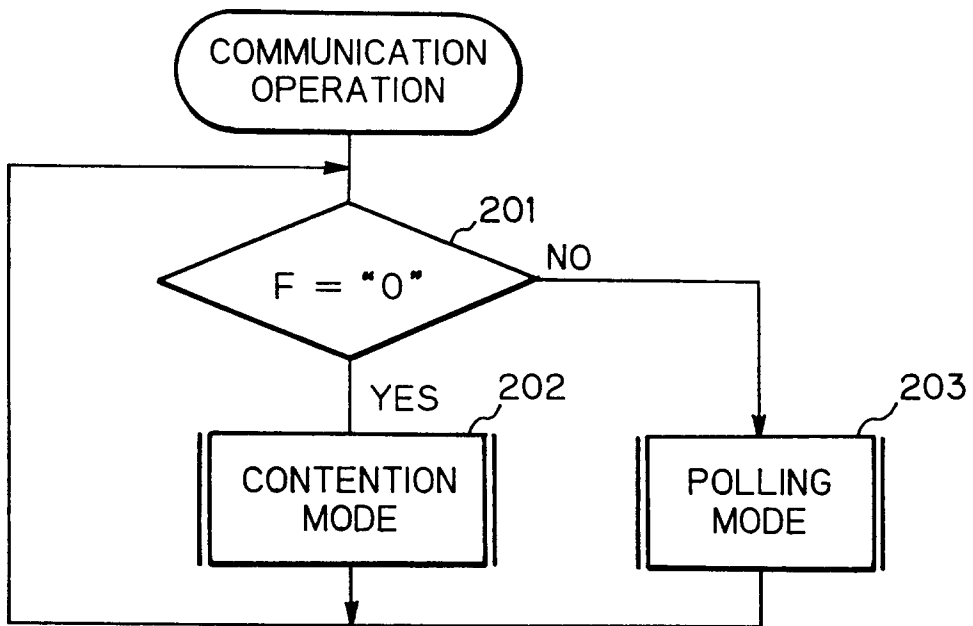 COMMUNICATION
OPERATION
201
F = "0"
NO
YES
202
203
CONTENTION
MODE
POLLING
MODE